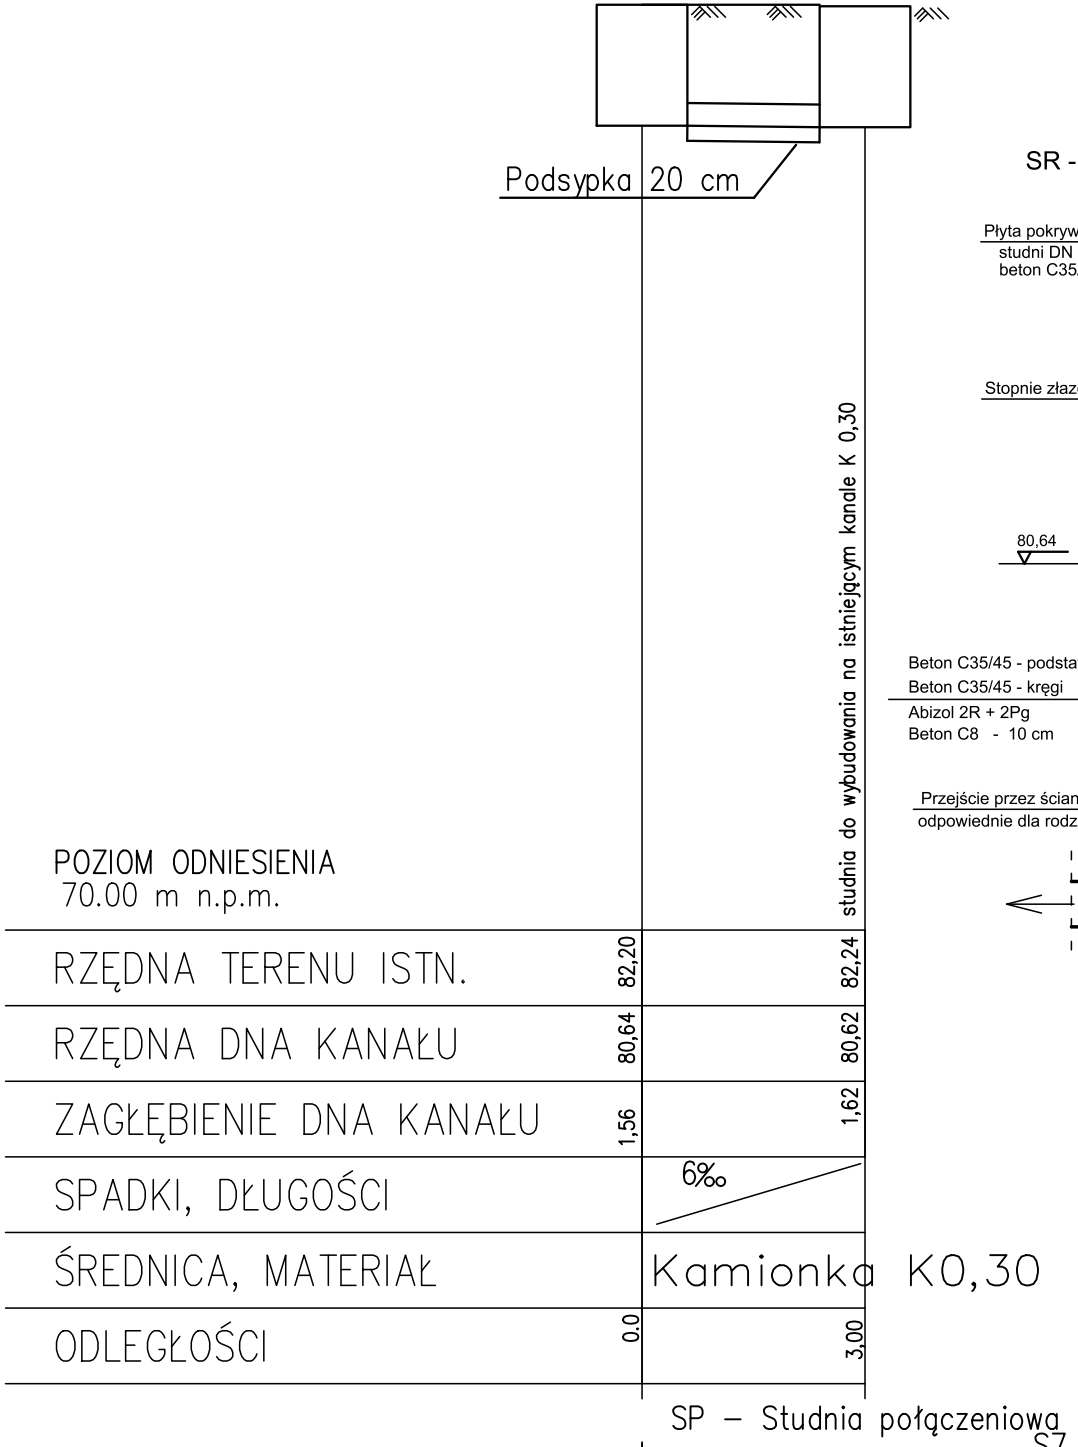 SR -
Podsypka 20 cm
Płyta pokryw
studni DN
beton C35/
Stopnie złaz
studnia do wybudowania na istniejącym kanale K 0,30
80,64
Beton C35/45 - podsta
Beton C35/45 - kręgi
Abizol 2R + 2Pg
Beton C8 - 10 cm
Przejście przez ścian
odpowiednie dla rodz
POZIOM ODNIESIENIA
70.00 m n.p.m.
RZĘDNA TERENU ISTN. 82,20 82,24
RZĘDNA DNA KANAŁU 80,64 80,62
ZAGŁĘBIENIE DNA KANAŁU 1,56 1,62
SPADKI, DŁUGOŚCI 6‰
ŚREDNICA, MATERIAŁ Kamionka K0,30
ODLEGŁOŚCI 0.0 3,00
SP - Studnia połączeniowa
S7